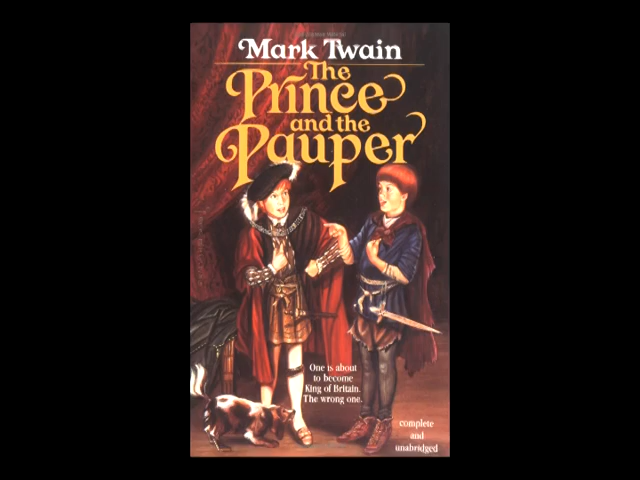 Mark Twain
The
Prince
and the
Pauper
One is about
to become
King of Britain.
The wrong one.
complete
and
unabridged